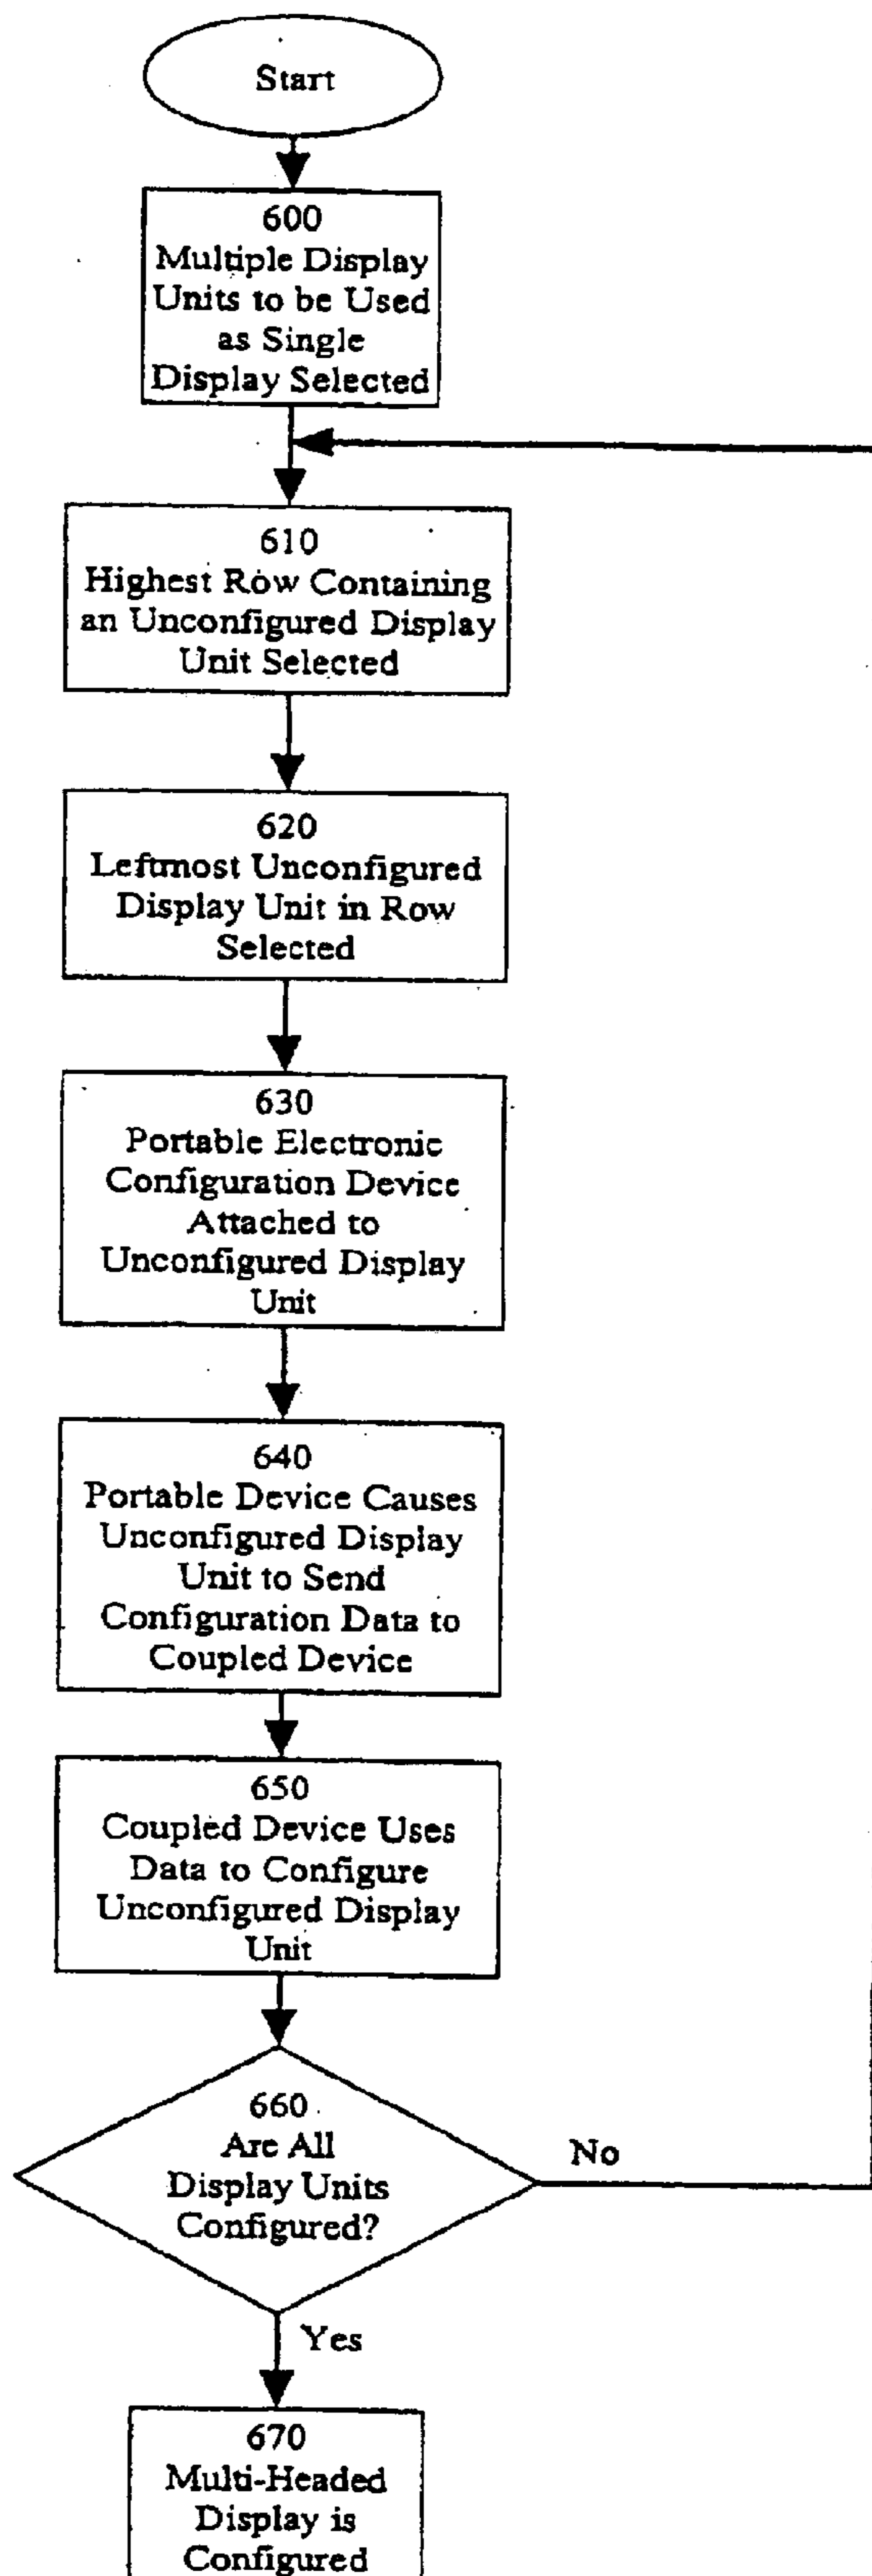 Start
600
Multiple Display
Units to be Used
as Single
Display Selected
610
Highest Row Containing
an Unconfigured Display
Unit Selected
620
Leftmost Unconfigured
Display Unit in Row
Selected
630
Portable Electronic
Configuration Device
Attached to
Unconfigured Display
Unit
640
Portable Device Causes
Unconfigured Display
Unit to Send
Configuration Data to
Coupled Device
650
Coupled Device Uses
Data to Configure
Unconfigured Display
Unit
660
Are All
Display Units
Configured?
No
Yes
670
Multi-Headed
Display is
Configured